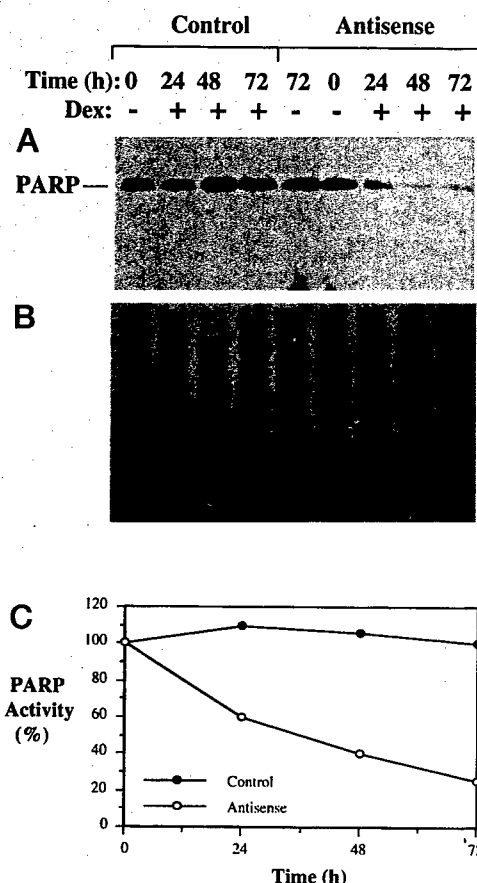 Control Antisense
Time (h): 0 24 48 72 72 0 24 48 72
Dex: - + + + - - + + +
A
PARP
B
C
120
100
80
60
40
20
0
PARP
Activity
(%)
Control
Antisense
0 24 48 72
Time (h)